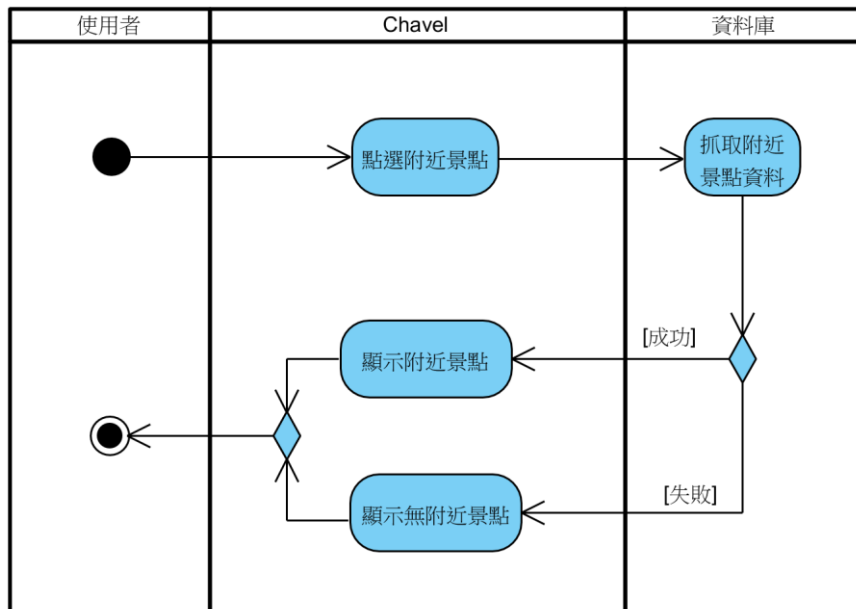 使用者
Chavel
資料庫
點選附近景點
抓取附近
景點資料
[成功]
顯示附近景點
[失敗]
顯示無附近景點